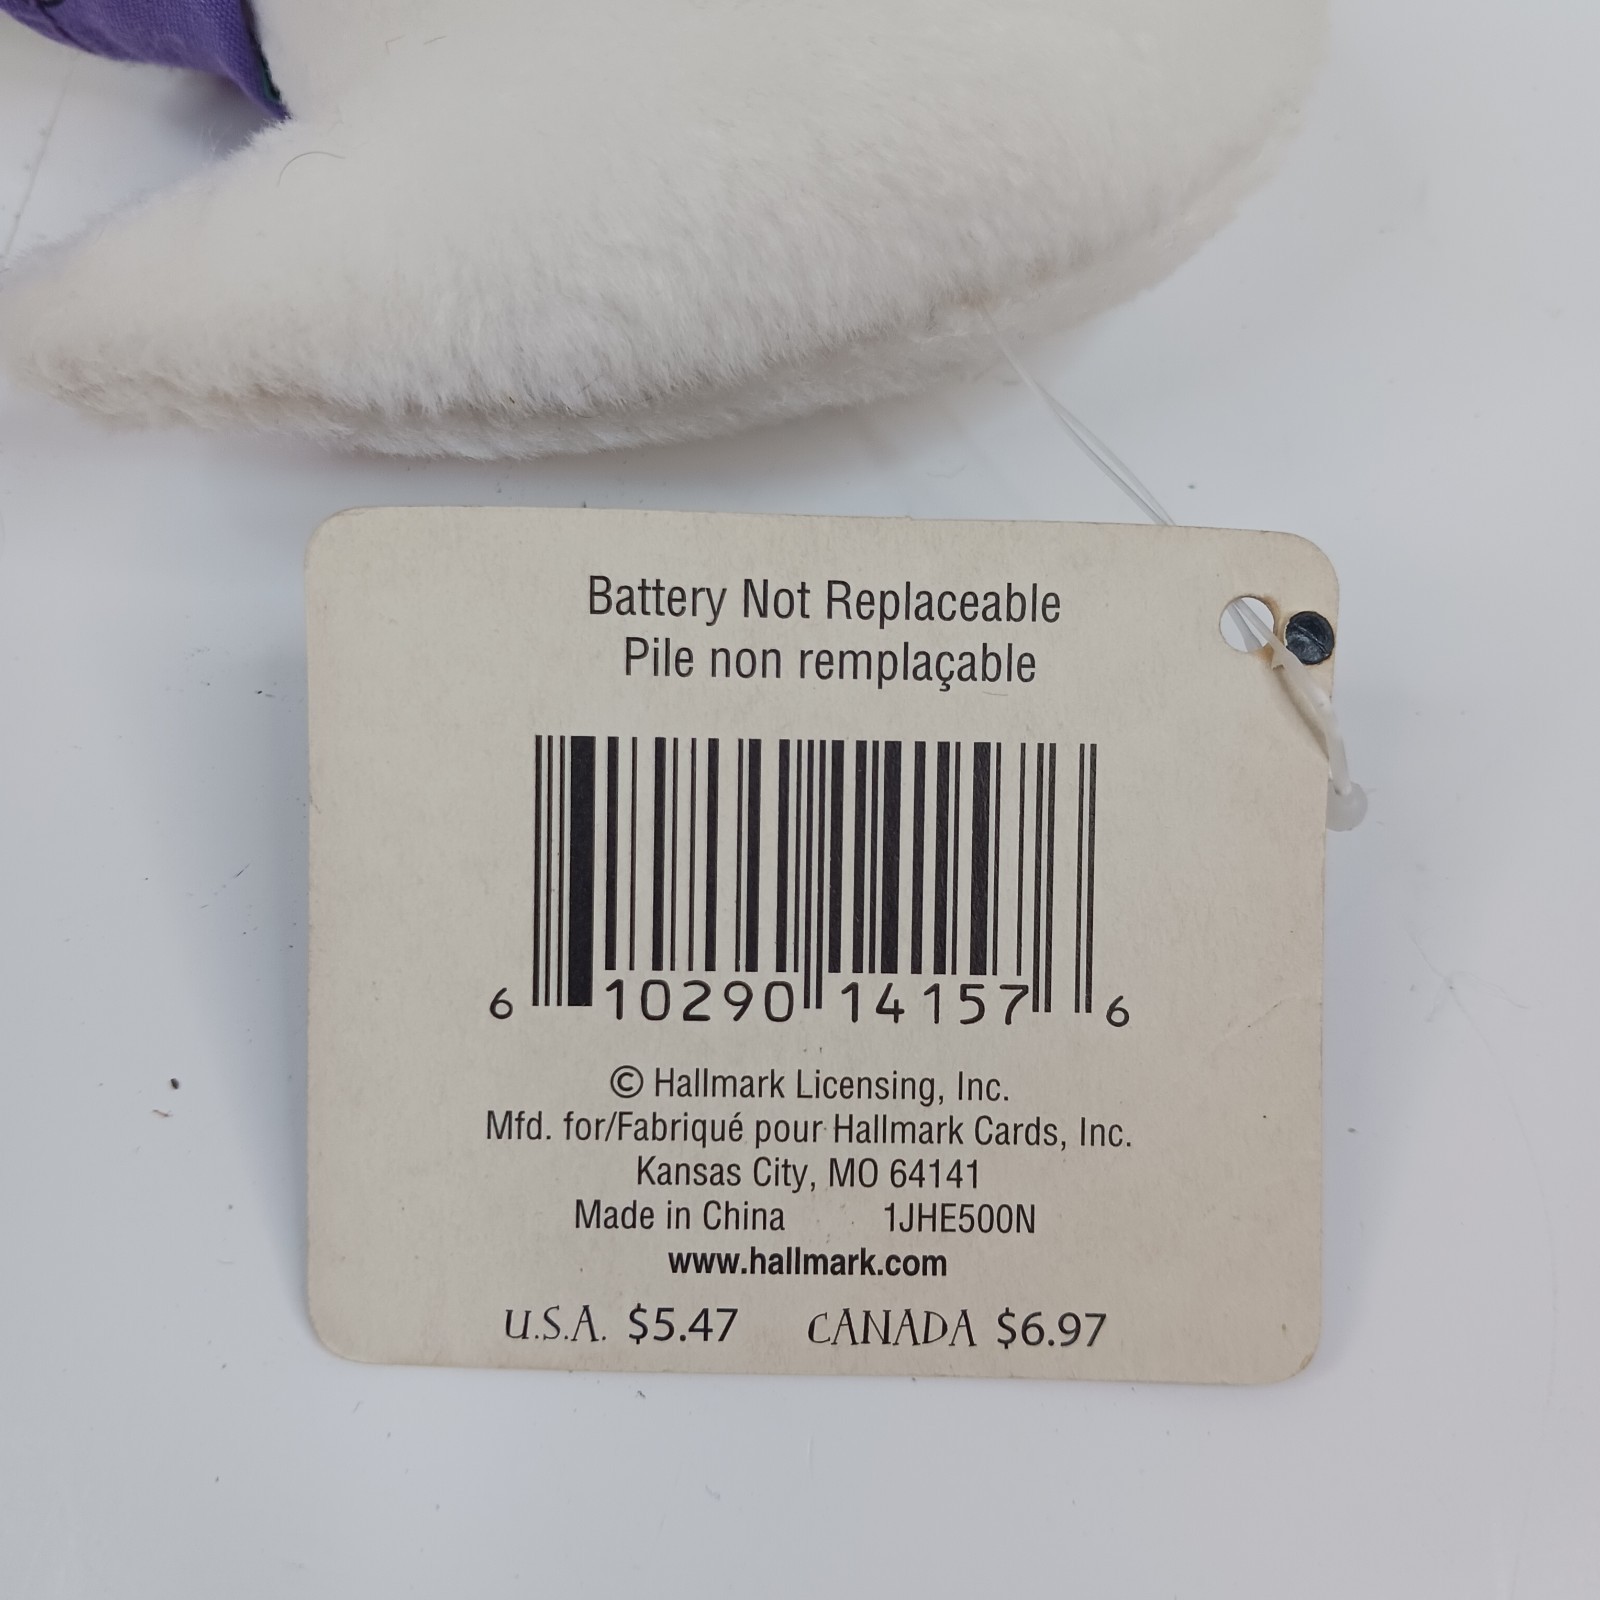 Battery Not Replaceable
Pile non remplaçable
6 10290 14157 6
© Hallmark Licensing, Inc.
Mfd. for/Fabriqué pour Hallmark Cards, Inc.
Kansas City, MO 64141
Made in China 1JHE500N
www.hallmark.com
U.S.A. $5.47 CANADA $6.97